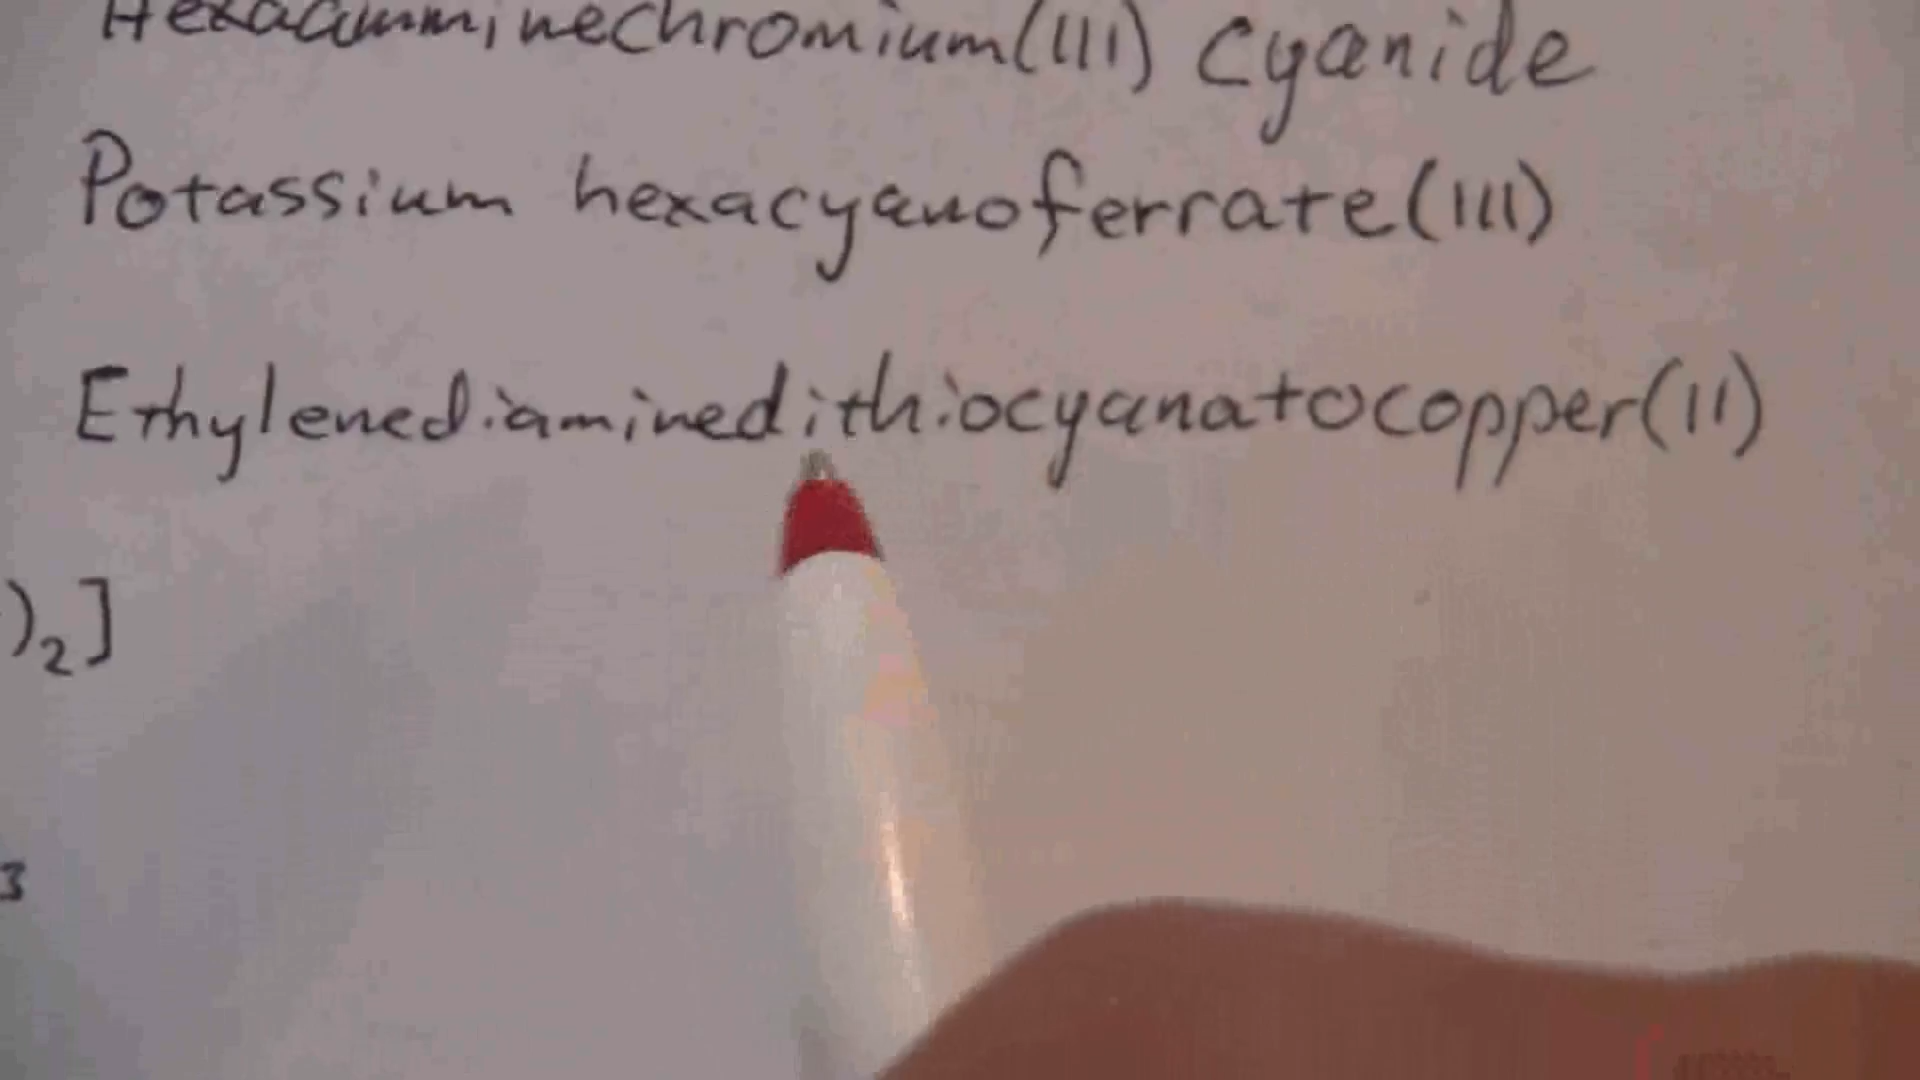 Hexaamminechromium(III) Cyanide
Potassium hexacyanoferrate(III)
Ethylenediaminedithiocyanatocopper(II)
)₂]
3